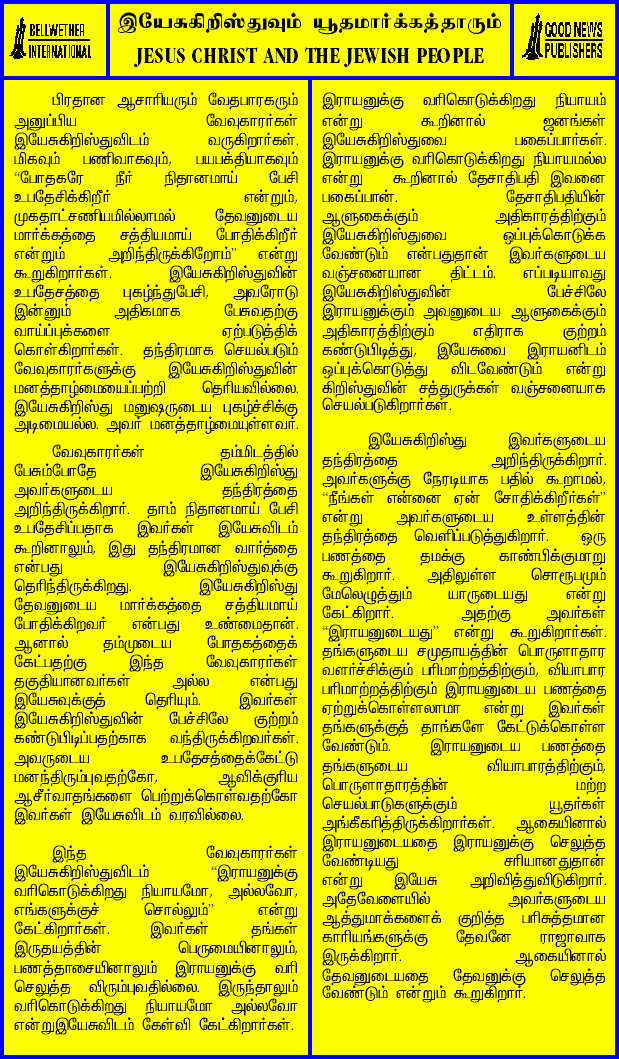 BELLWETHER
INTERNATIONAL
இயேசுகிறிஸ்துவும் யூதமார்க்கத்தாரும்
JESUS CHRIST AND THE JEWISH PEOPLE
GOOD NEWS
PUBLISHERS
பிரதான ஆசாரியரும் வேதபாரகரும்
அனுப்பிய வேவுகாரர்கள்
இயேசுகிறிஸ்துவிடம் வருகிறார்கள்.
மிகவும் பணிவாகவும், பயபக்தியாகவும்
“போதகரே நீர் நிதானமாய் பேசி
உபதேசிக்கிறீர் என்றும்,
முகதாட்சணியமில்லாமல் தேவனுடைய
மார்க்கத்தை சத்தியமாய் போதிக்கிறீர்
என்றும் அறிந்திருக்கிறோம்” என்று
கூறுகிறார்கள். இயேசுகிறிஸ்துவின்
உபதேசத்தை புகழ்ந்துபேசி, அவரோடு
இன்னும் அதிகமாக பேசுவதற்கு
வாய்ப்புக்களை ஏற்படுத்திக்
கொள்கிறார்கள். தந்திரமாக செயல்படும்
வேவுகாரர்களுக்கு இயேசுகிறிஸ்துவின்
மனத்தாழ்மையைப்பற்றி தெரியவில்லை.
இயேசுகிறிஸ்து மனுஷருடைய புகழ்ச்சிக்கு
அடிமையல்ல. அவர் மனத்தாழ்மையுள்ளவர்.
வேவுகாரர்கள் தம்மிடத்தில்
பேசும்போதே இயேசுகிறிஸ்து
அவர்களுடைய தந்திரத்தை
அறிந்திருக்கிறார். தாம் நிதானமாய் பேசி
உபதேசிப்பதாக இவர்கள் இயேசுவிடம்
கூறினாலும், இது தந்திரமான வார்த்தை
என்பது இயேசுகிறிஸ்துவுக்கு
தெரிந்திருக்கிறது. இயேசுகிறிஸ்து
தேவனுடைய மார்க்கத்தை சத்தியமாய்
போதிக்கிறவர் என்பது உண்மைதான்.
ஆனால் தம்முடைய போதகத்தைக்
கேட்பதற்கு இந்த வேவுகாரர்கள்
தகுதியானவர்கள் அல்ல என்பது
இயேசுவுக்குத் தெரியும். இவர்கள்
இயேசுகிறிஸ்துவின் பேச்சிலே குற்றம்
கண்டுபிடிப்பதற்காக வந்திருக்கிறவர்கள்.
அவருடைய உபதேசத்தைக்கேட்டு
மனந்திரும்புவதற்கோ, ஆவிக்குரிய
ஆசீர்வாதங்களை பெற்றுக்கொள்வதற்கோ
இவர்கள் இயேசுவிடம் வரவில்லை.
இந்த வேவுகாரர்கள்
இயேசுகிறிஸ்துவிடம் “இராயனுக்கு
வரிகொடுக்கிறது நியாயமோ, அல்லவோ,
எங்களுக்குச் சொல்லும்” என்று
கேட்கிறார்கள். இவர்கள் தங்கள்
இருதயத்தின் பெருமையினாலும்,
பணத்தாசையினாலும் இராயனுக்கு வரி
செலுத்த விரும்புவதில்லை. இருந்தாலும்
வரிகொடுக்கிறது நியாயமோ அல்லவோ
என்றுஇயேசுவிடம் கேள்வி கேட்கிறார்கள்.
இராயனுக்கு வரிகொடுக்கிறது நியாயம்
என்று கூறினால் ஜனங்கள்
இயேசுகிறிஸ்துவை பகைப்பார்கள்.
இராயனுக்கு வரிகொடுக்கிறது நியாயமல்ல
என்று கூறினால் தேசாதிபதி இவனை
பகைப்பான். தேசாதிபதியின்
ஆளுகைக்கும் அதிகாரத்திற்கும்
இயேசுகிறிஸ்துவை ஒப்புக்கொடுக்க
வேண்டும் என்பதுதான் இவர்களுடைய
வஞ்சனையான திட்டம். எப்படியாவது
இயேசுகிறிஸ்துவின் பேச்சிலே
இராயனுக்கும் அவனுடைய ஆளுகைக்கும்
அதிகாரத்திற்கும் எதிராக குற்றம்
கண்டுபிடித்து, இயேசுவை இராயனிடம்
ஒப்புக்கொடுத்து விடவேண்டும் என்று
கிறிஸ்துவின் சத்துருக்கள் வஞ்சனையாக
செயல்படுகிறார்கள்.
இயேசுகிறிஸ்து இவர்களுடைய
தந்திரத்தை அறிந்திருக்கிறார்.
அவர்களுக்கு நேரடியாக பதில் கூறாமல்,
“நீங்கள் என்னை ஏன் சோதிக்கிறீர்கள்”
என்று அவர்களுடைய உள்ளத்தின்
தந்திரத்தை வெளிப்படுத்துகிறார். ஒரு
பணத்தை தமக்கு காண்பிக்குமாறு
கூறுகிறார். அதிலுள்ள சொரூபமும்
மேலெழுத்தும் யாருடையது என்று
கேட்கிறார். அதற்கு அவர்கள்
“இராயனுடையது” என்று கூறுகிறார்கள்.
தங்களுடைய சமுதாயத்தின் பொருளாதார
வளர்ச்சிக்கும் பரிமாற்றத்திற்கும், வியாபார
பரிமாற்றத்திற்கும் இராயனுடைய பணத்தை
ஏற்றுக்கொள்ளலாமா என்று இவர்கள்
தங்களுக்குத் தாங்களே கேட்டுக்கொள்ள
வேண்டும். இராயனுடைய பணத்தை
தங்களுடைய வியாபாரத்திற்கும்,
பொருளாதாரத்தின் மற்ற
செயல்பாடுகளுக்கும் யூதர்கள்
அங்கீகரித்திருக்கிறார்கள். ஆகையினால்
இராயனுடையதை இராயனுக்கு செலுத்த
வேண்டியது சரியானதுதான்
என்று இயேசு அறிவித்துவிடுகிறார்.
அதேவேளையில் அவர்களுடைய
ஆத்துமாக்களைக் குறித்த பரிசுத்தமான
காரியங்களுக்கு தேவனே ராஜாவாக
இருக்கிறார். ஆகையினால்
தேவனுடையதை தேவனுக்கு செலுத்த
வேண்டும் என்றும் கூறுகிறார்.